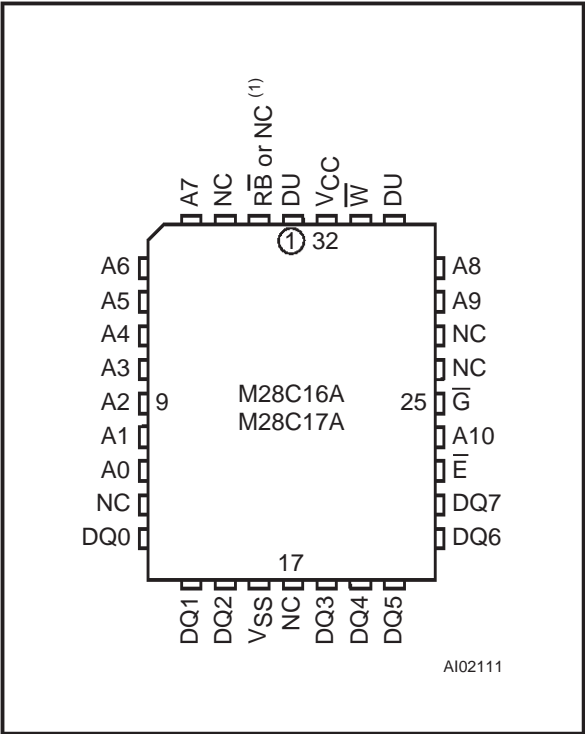 A7
NC
R̅B or NC (1)
DU
VCC
W̅
DU
1 32
A6
A5
A4
A3
A2
A1
A0
NC
DQ0
9
M28C16A
M28C17A
25
A8
A9
NC
NC
G̅
A10
E̅
DQ7
DQ6
17
DQ1
DQ2
VSS
NC
DQ3
DQ4
DQ5
AI02111